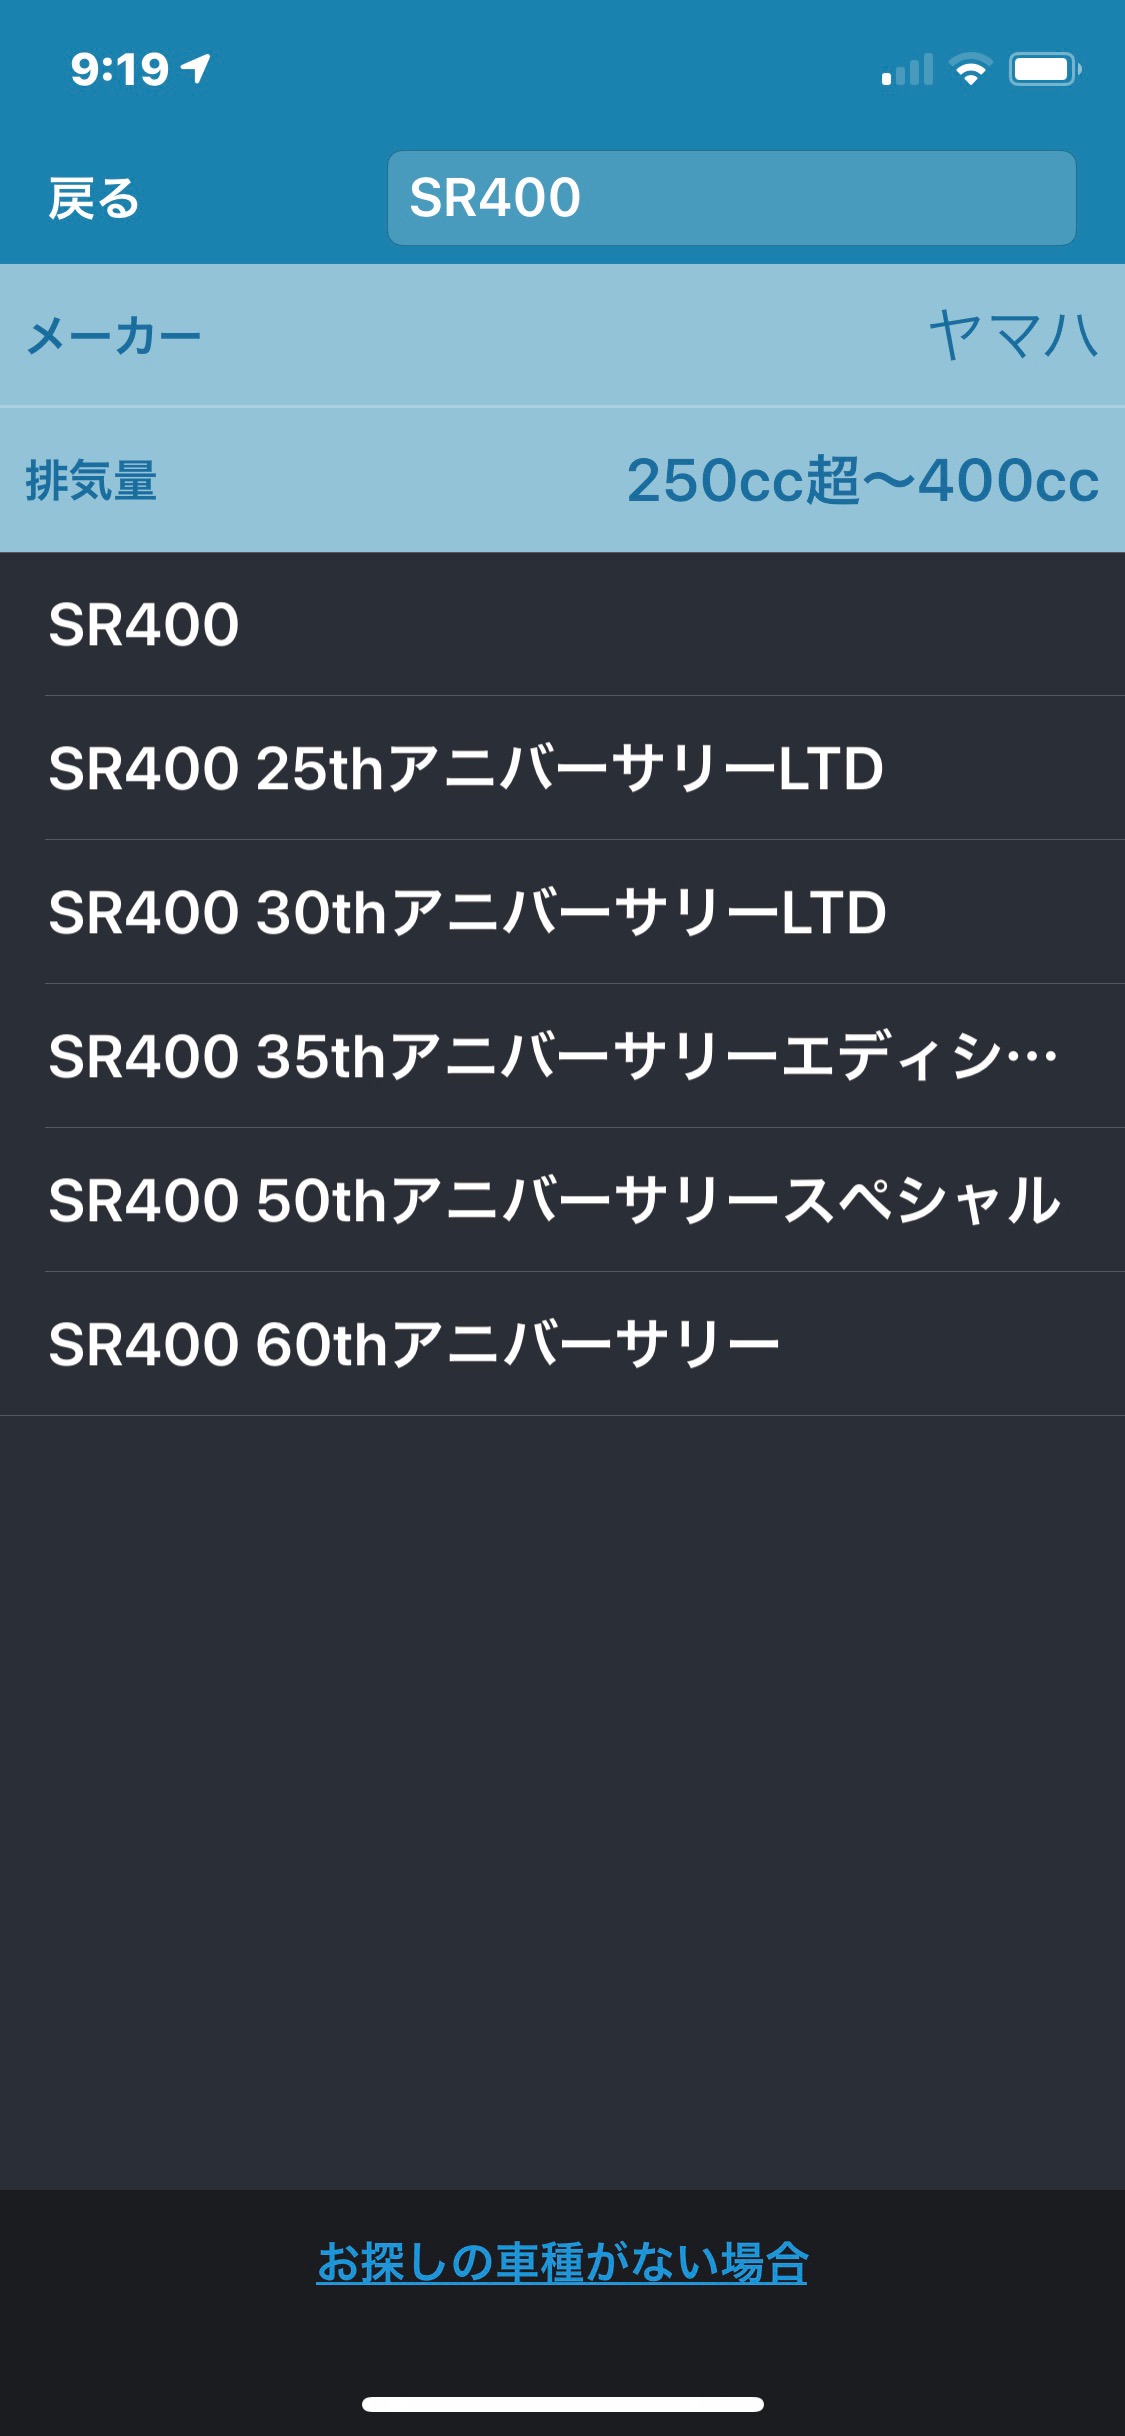 9:19
戻る
SR400
メーカー
ヤマハ
排気量
250cc超〜400cc
SR400
SR400 25thアニバーサリーLTD
SR400 30thアニバーサリーLTD
SR400 35thアニバーサリーエディシ…
SR400 50thアニバーサリースペシャル
SR400 60thアニバーサリー
お探しの車種がない場合